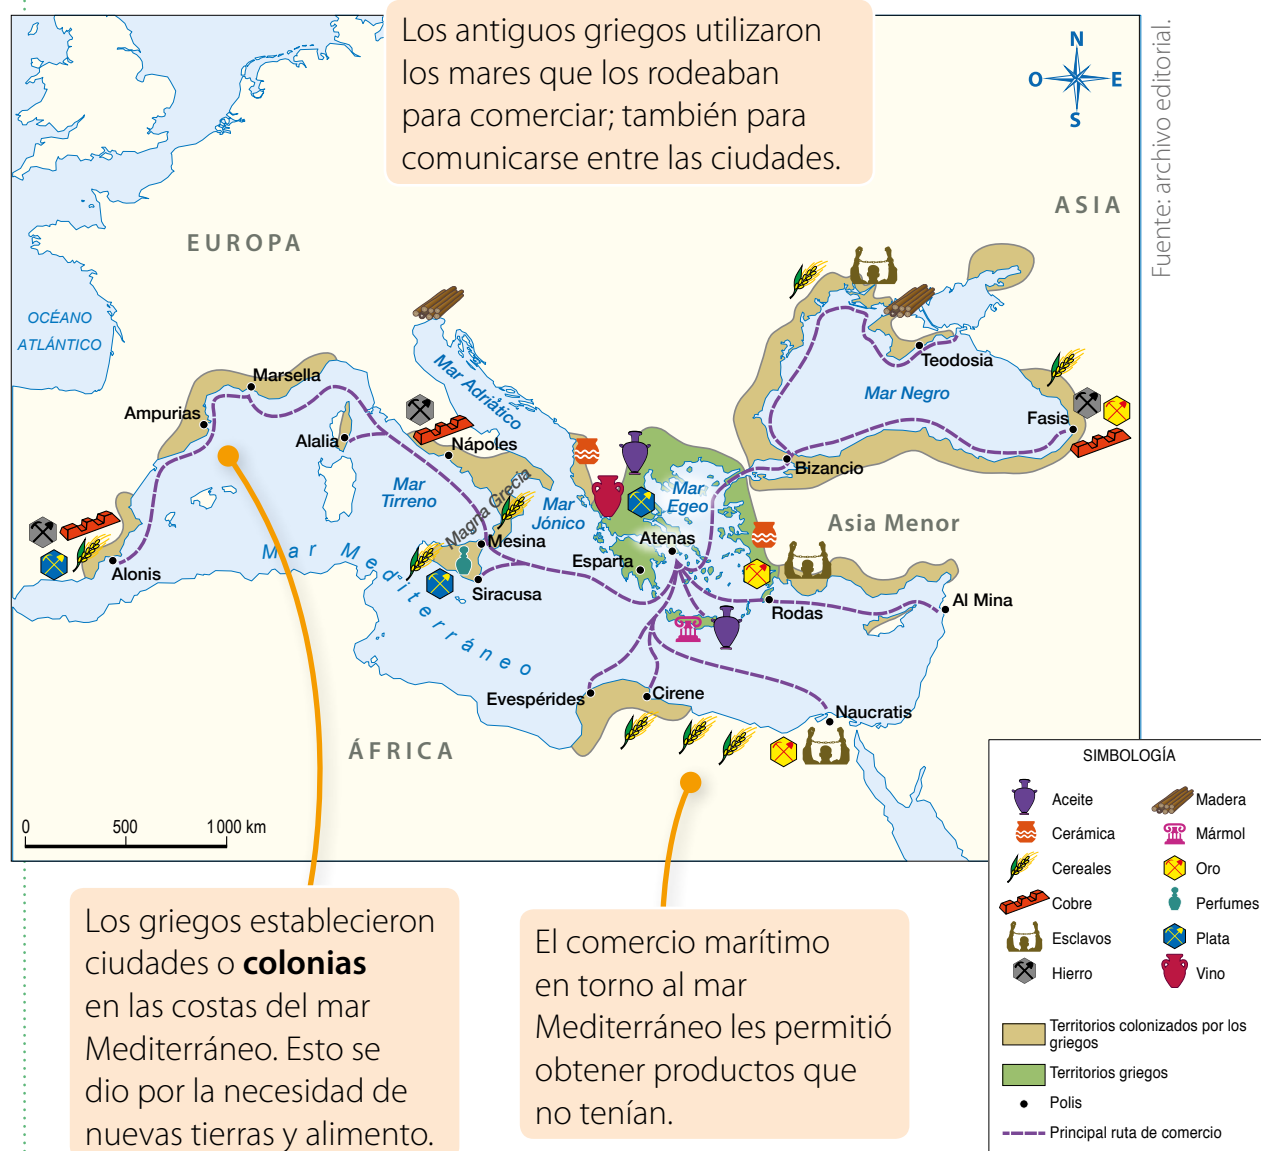 Los antiguos griegos utilizaron
los mares que los rodeaban
para comerciar; también para
comunicarse entre las ciudades.
N
O
E
S
Fuente: archivo editorial.
ASIA
EUROPA
OCÉANO
ATLÁNTICO
Mar Adriático
Teodosia
Mar Negro
Fasis
Marsella
Ampurias
Alalia
Nápoles
Bizancio
Mar
Tirreno
Magna Grecia
Mar
Jónico
Mar
Egeo
Asia Menor
Atenas
Esparta
Mesina
Siracusa
Alonis
Mar Mediterráneo
Rodas
Al Mina
Evespérides
Cirene
Naucratis
ÁFRICA
0 500 1000 km
SIMBOLOGÍA
Aceite
Cerámica
Cereales
Cobre
Esclavos
Hierro
Madera
Mármol
Oro
Perfumes
Plata
Vino
Territorios colonizados por los
griegos
Territorios griegos
Polis
Principal ruta de comercio
Los griegos establecieron
ciudades o colonias
en las costas del mar
Mediterráneo. Esto se
dio por la necesidad de
nuevas tierras y alimento.
El comercio marítimo
en torno al mar
Mediterráneo les permitió
obtener productos que
no tenían.